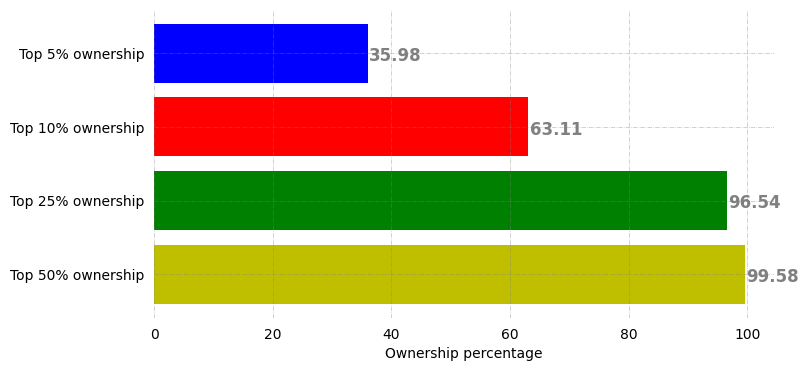 Top 5% ownership
35.98
Top 10% ownership
63.11
Top 25% ownership
96.54
Top 50% ownership
99.58
0 20 40 60 80 100
Ownership percentage